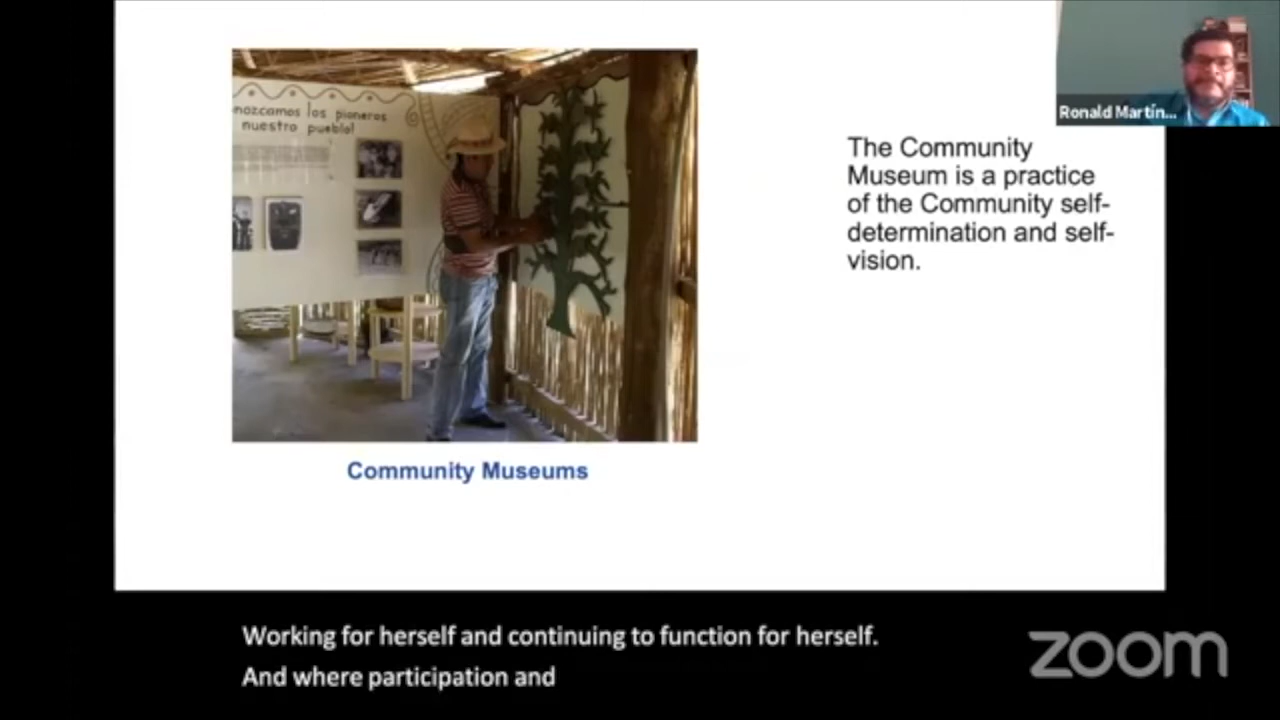 nozcamos los pioneros
nuestro pueblo!
Ronald Martín...
The Community
Museum is a practice
of the Community self-
determination and self-
vision.
Community Museums
Working for herself and continuing to function for herself.
And where participation and
zoom